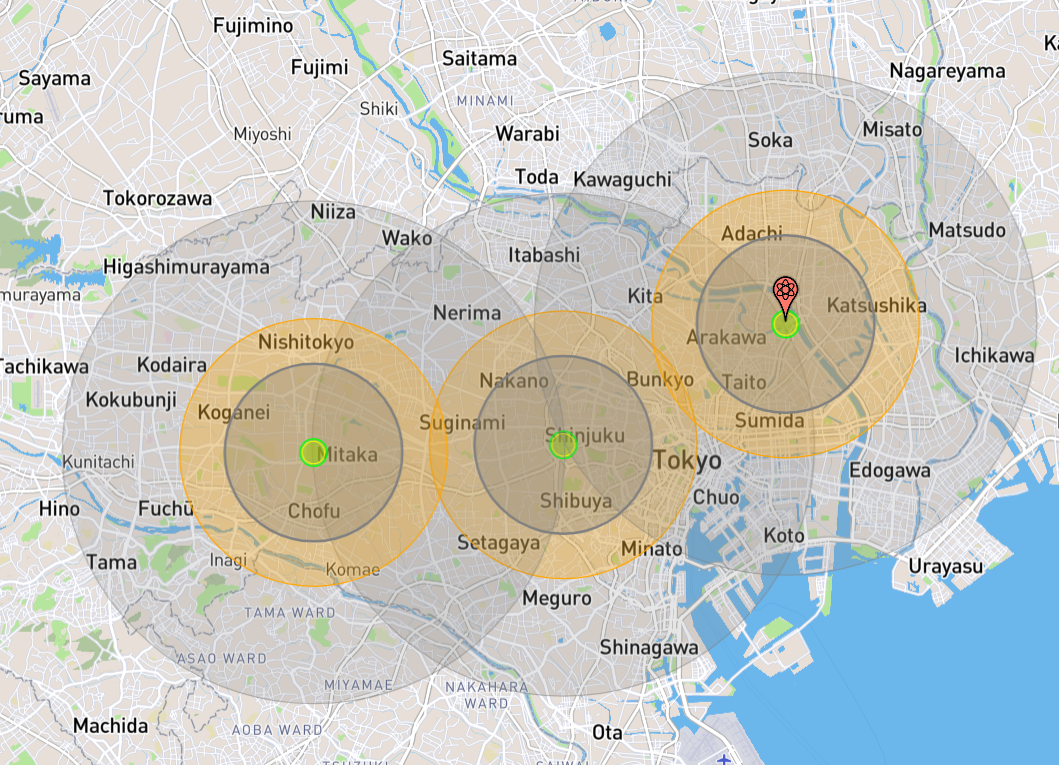 Fujimino
Saitama
Nagareyama
Fujimi
Sayama
MINAMI
Shiki
Misato
Miyoshi
Warabi
Soka
Toda
Kawaguchi
Tokorozawa
Niiza
Adachi
Matsudo
Wako
Itabashi
Higashimurayama
murayama
Kita
Katsushika
Nerima
Arakawa
Nishitokyo
Ichikawa
Tachikawa
Kodaira
Nakano
Bunkyo
Taito
Kokubunji
Koganei
Suginami
Sumida
Shinjuku
Mitaka
Tokyo
Kunitachi
Edogawa
Chuo
Shibuya
Hino
Fuchū
Chofu
Koto
Setagaya
Minato
Tama
Inagi
Komae
Urayasu
Meguro
TAMA WARD
Shinagawa
ASAO WARD
MIYAMAE
NAKAHARA
WARD
Machida
AOBA WARD
Ota